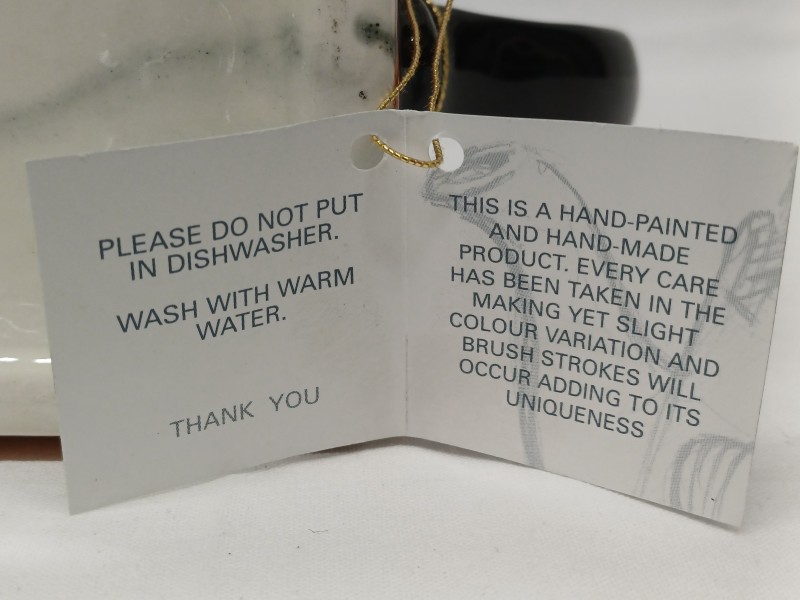 PLEASE DO NOT PUT
IN DISHWASHER.
WASH WITH WARM
WATER.
THANK YOU
THIS IS A HAND-PAINTED
AND HAND-MADE
PRODUCT. EVERY CARE
HAS BEEN TAKEN IN THE
MAKING YET SLIGHT
COLOUR VARIATION AND
BRUSH STROKES WILL
OCCUR ADDING TO ITS
UNIQUENESS